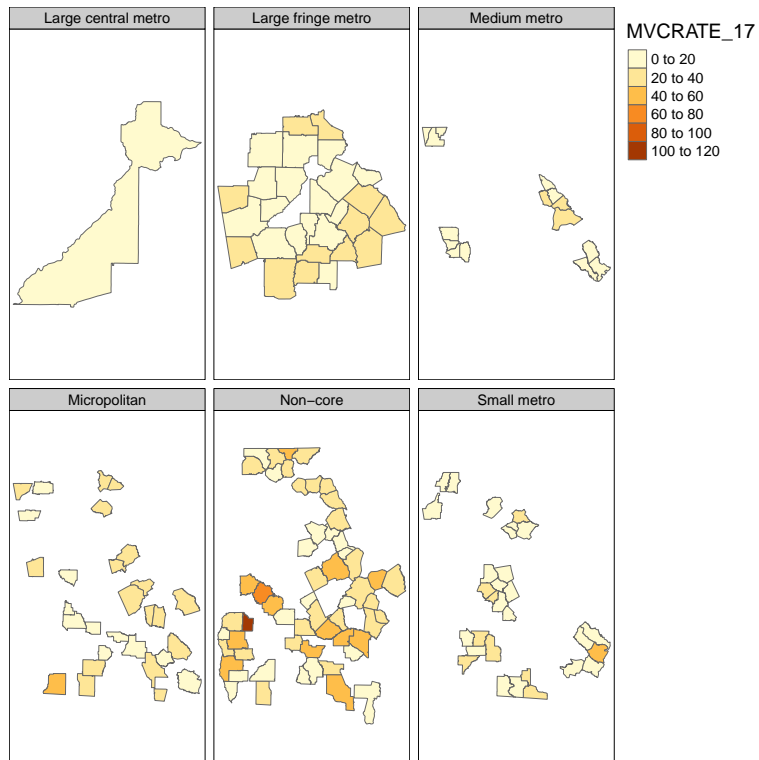 Large central metro
Large fringe metro
Medium metro
MVCRATE_17
0 to 20
20 to 40
40 to 60
60 to 80
80 to 100
100 to 120
Micropolitan
Non−core
Small metro